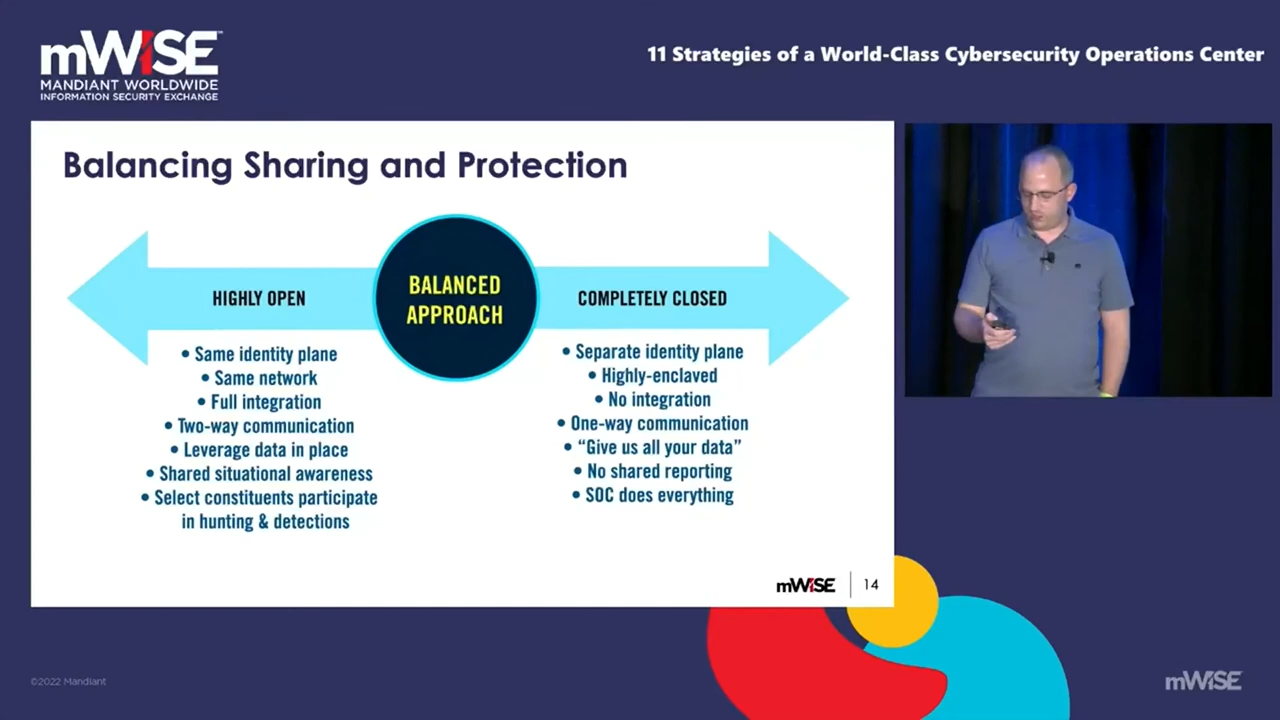 mWISE™
MANDIANT WORLDWIDE
INFORMATION SECURITY EXCHANGE
11 Strategies of a World-Class Cybersecurity Operations Center
Balancing Sharing and Protection
HIGHLY OPEN
• Same identity plane
• Same network
• Full integration
• Two-way communication
• Leverage data in place
• Shared situational awareness
• Select constituents participate
in hunting & detections
BALANCED
APPROACH
COMPLETELY CLOSED
• Separate identity plane
• Highly-enclaved
• No integration
• One-way communication
• “Give us all your data”
• No shared reporting
• SOC does everything
mWISE
14
©2022 Mandiant
mWISE